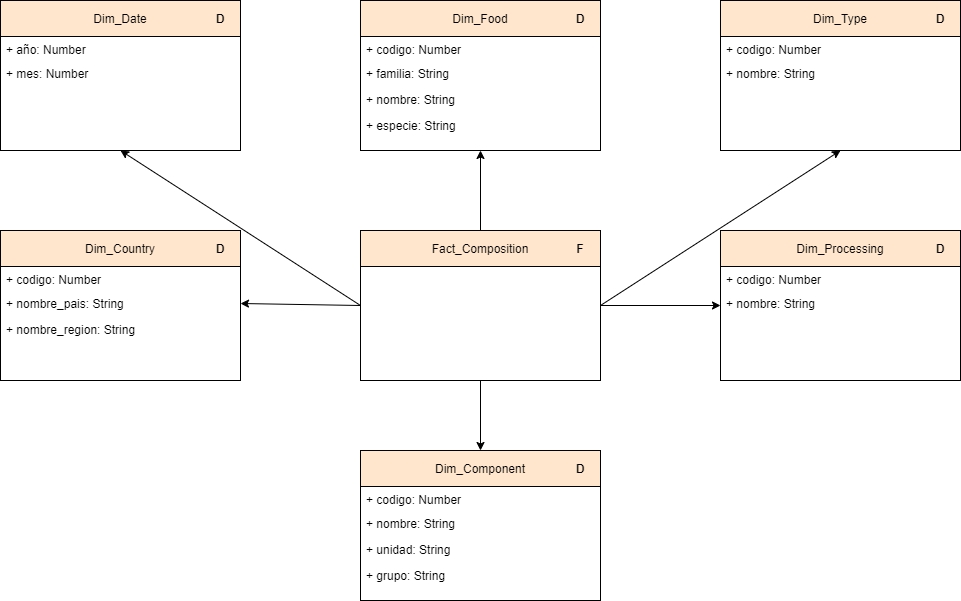 Dim_Date D
+ año: Number
+ mes: Number
Dim_Food D
+ codigo: Number
+ familia: String
+ nombre: String
+ especie: String
Dim_Type D
+ codigo: Number
+ nombre: String
Dim_Country D
+ codigo: Number
+ nombre_pais: String
+ nombre_region: String
Fact_Composition F
Dim_Processing D
+ codigo: Number
+ nombre: String
Dim_Component D
+ codigo: Number
+ nombre: String
+ unidad: String
+ grupo: String